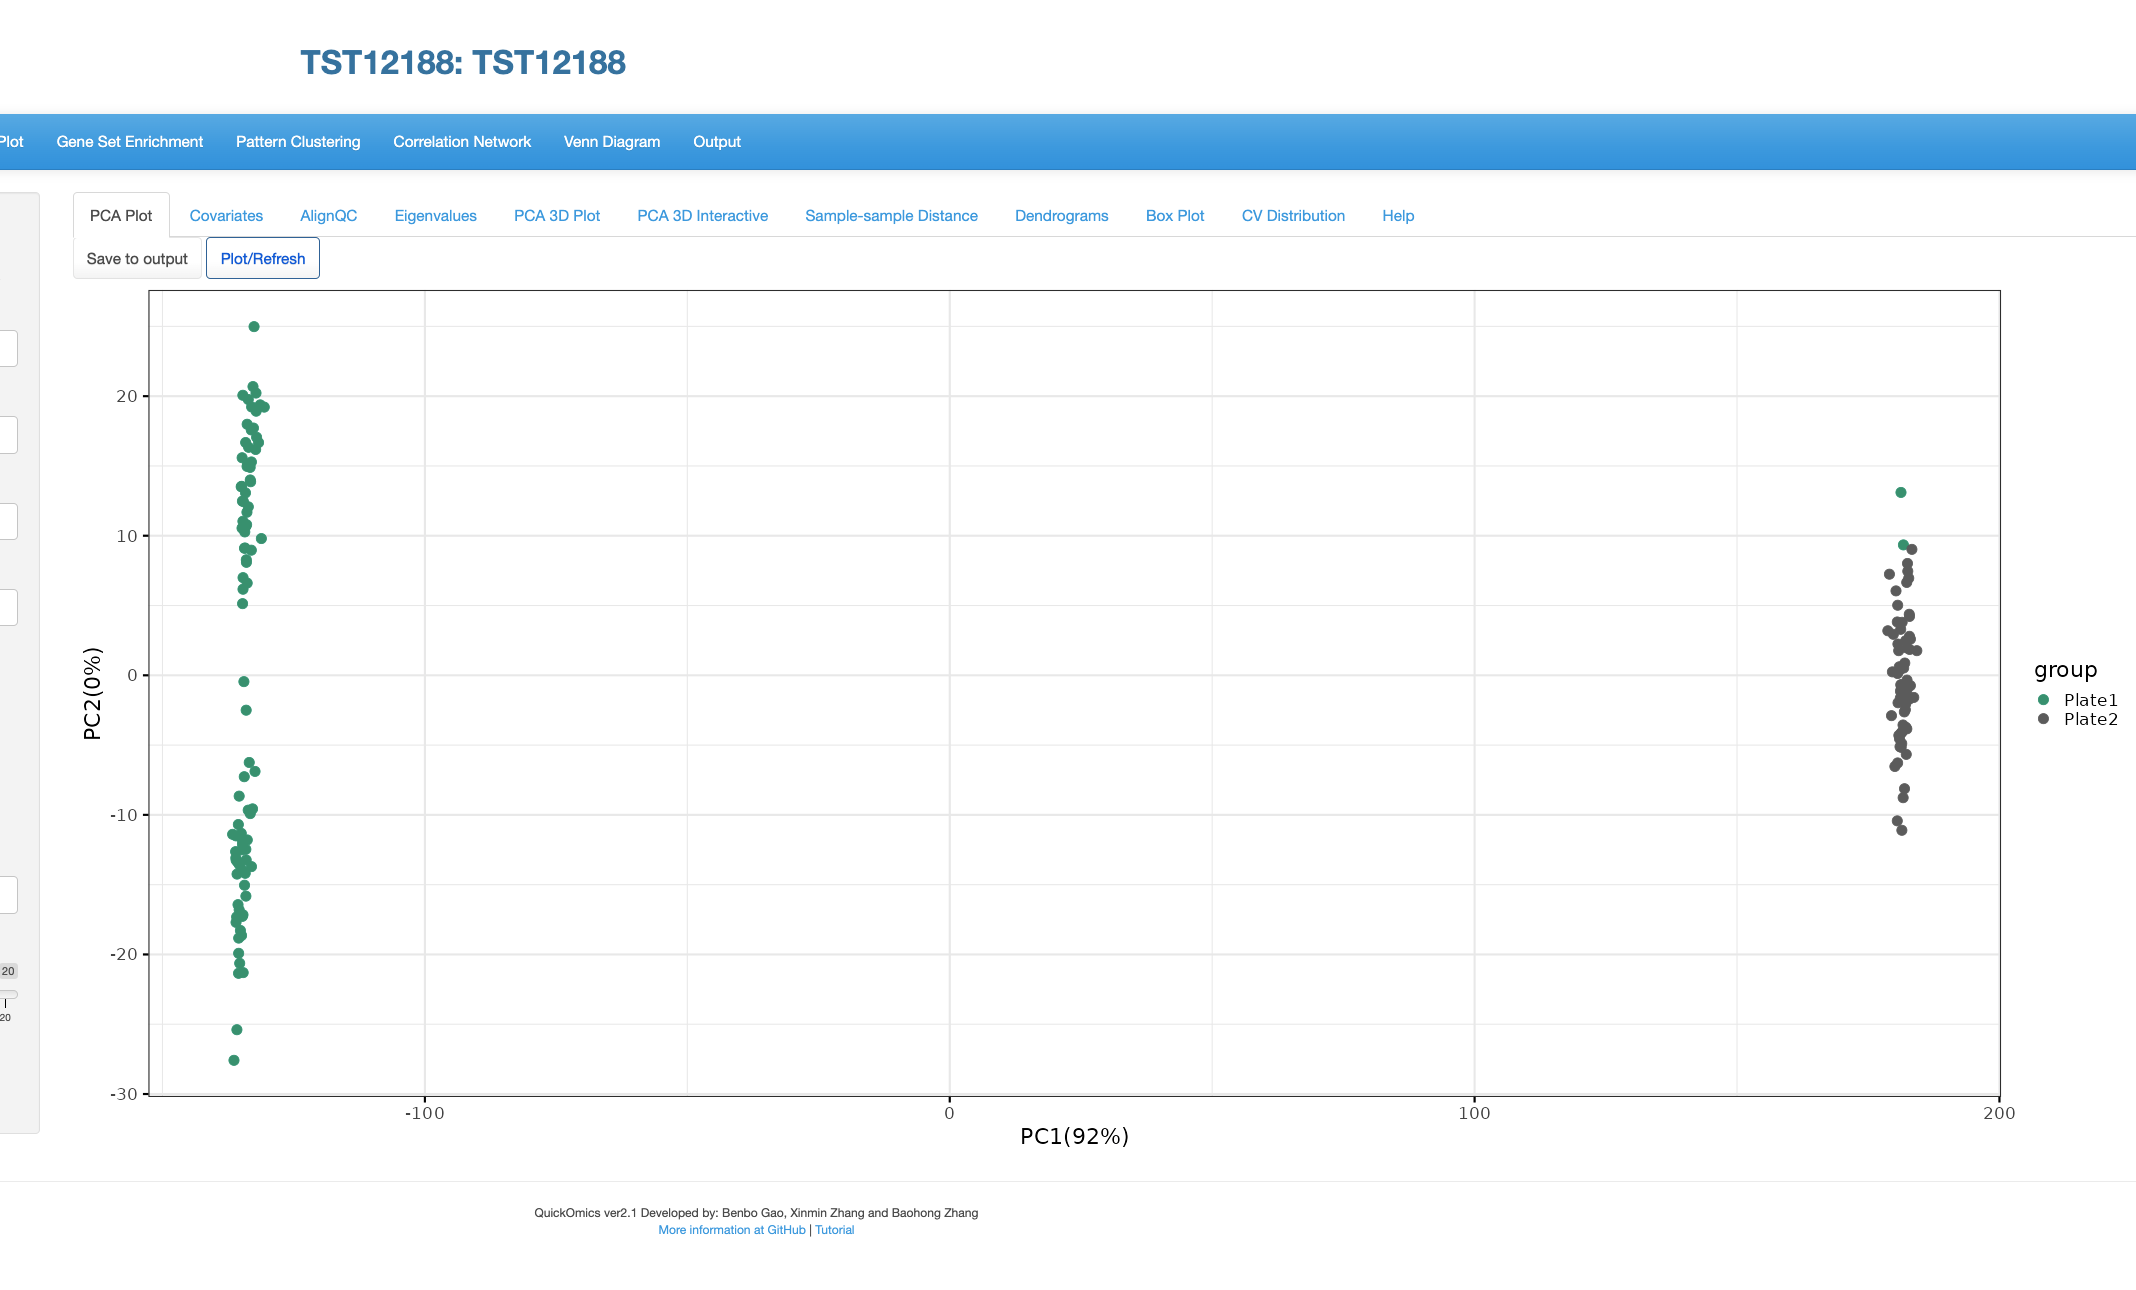 TST12188: TST12188
Plot Gene Set Enrichment Pattern Clustering Correlation Network Venn Diagram Output
PCA Plot Covariates AlignQC Eigenvalues PCA 3D Plot PCA 3D Interactive Sample-sample Distance Dendrograms Box Plot CV Distribution Help
Save to output Plot/Refresh
20
10
0
-10
-20
-30
PC2(0%)
-100 0 100 200
PC1(92%)
group
Plate1
Plate2
20
20
QuickOmics ver2.1 Developed by: Benbo Gao, Xinmin Zhang and Baohong Zhang
More information at GitHub | Tutorial